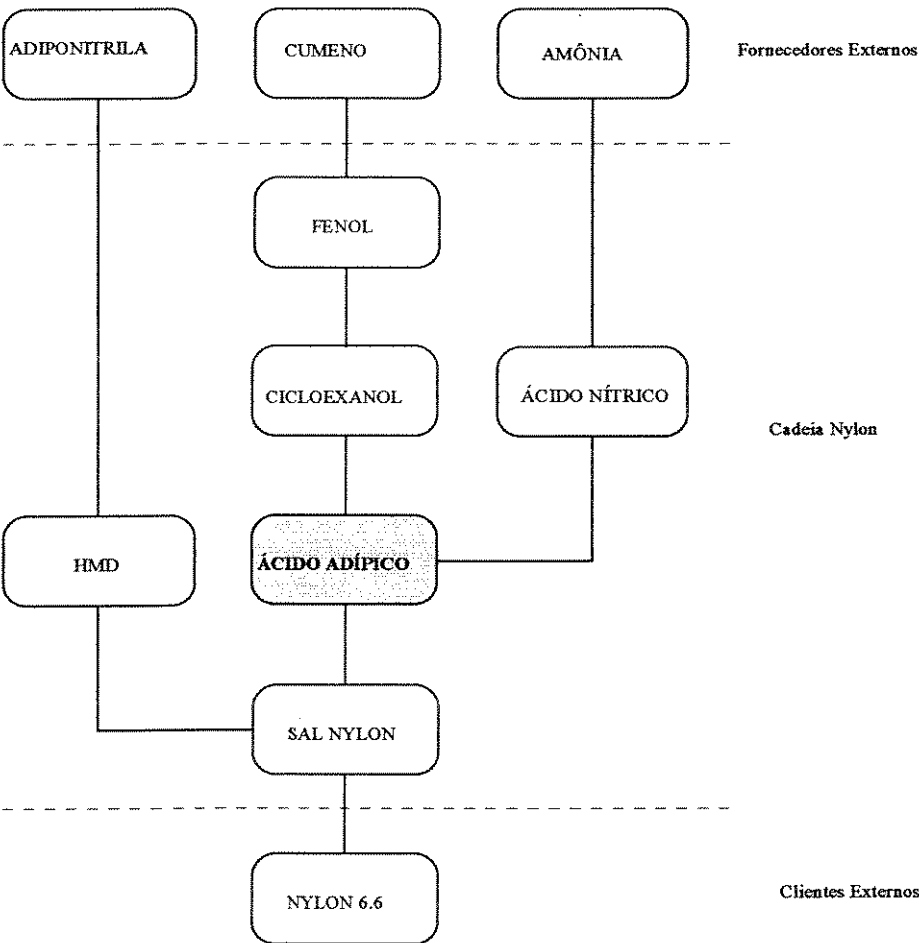 ADIPONITRILA
CUMENO
AMÔNIA
Fornecedores Externos
FENOL
CICLOEXANOL
ÁCIDO NÍTRICO
Cadeia Nylon
HMD
ÁCIDO ADÍPICO
SAL NYLON
NYLON 6.6
Clientes Externos